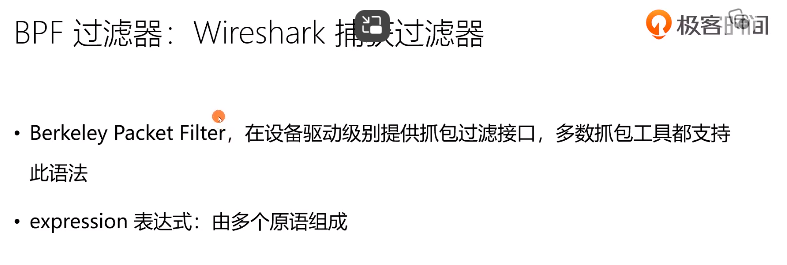 BPF 过滤器：Wireshark 捕获过滤器
极客时间
• Berkeley Packet Filter，在设备驱动级别提供抓包过滤接口，多数抓包工具都支持
此语法
• expression 表达式：由多个原语组成